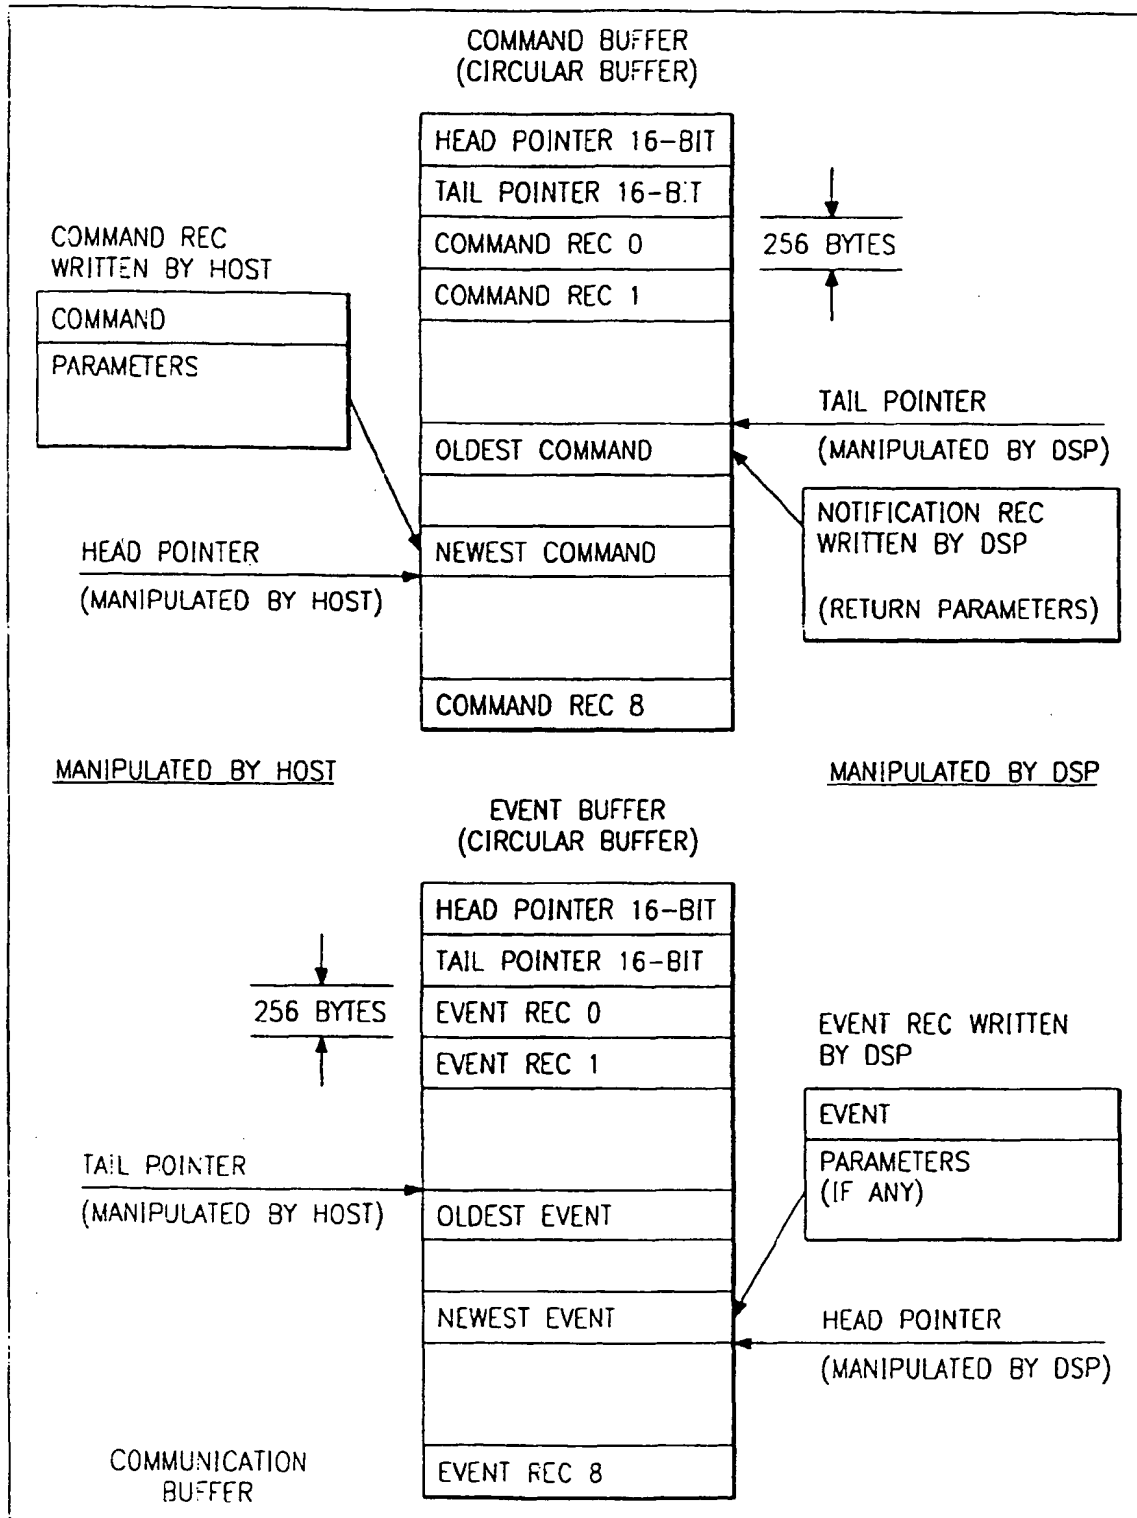 COMMAND BUFFER
(CIRCULAR BUFFER)
HEAD POINTER 16-BIT
TAIL POINTER 16-BIT
COMMAND REC 0
COMMAND REC 1
256 BYTES
COMMAND REC
WRITTEN BY HOST
COMMAND
PARAMETERS
TAIL POINTER
(MANIPULATED BY DSP)
OLDEST COMMAND
NOTIFICATION REC
WRITTEN BY DSP
(RETURN PARAMETERS)
HEAD POINTER
(MANIPULATED BY HOST)
NEWEST COMMAND
COMMAND REC 8
MANIPULATED BY HOST
MANIPULATED BY DSP
EVENT BUFFER
(CIRCULAR BUFFER)
HEAD POINTER 16-BIT
TAIL POINTER 16-BIT
256 BYTES
EVENT REC 0
EVENT REC 1
EVENT REC WRITTEN
BY DSP
EVENT
PARAMETERS
(IF ANY)
TAIL POINTER
(MANIPULATED BY HOST)
OLDEST EVENT
NEWEST EVENT
HEAD POINTER
(MANIPULATED BY DSP)
EVENT REC 8
COMMUNICATION
BUFFER